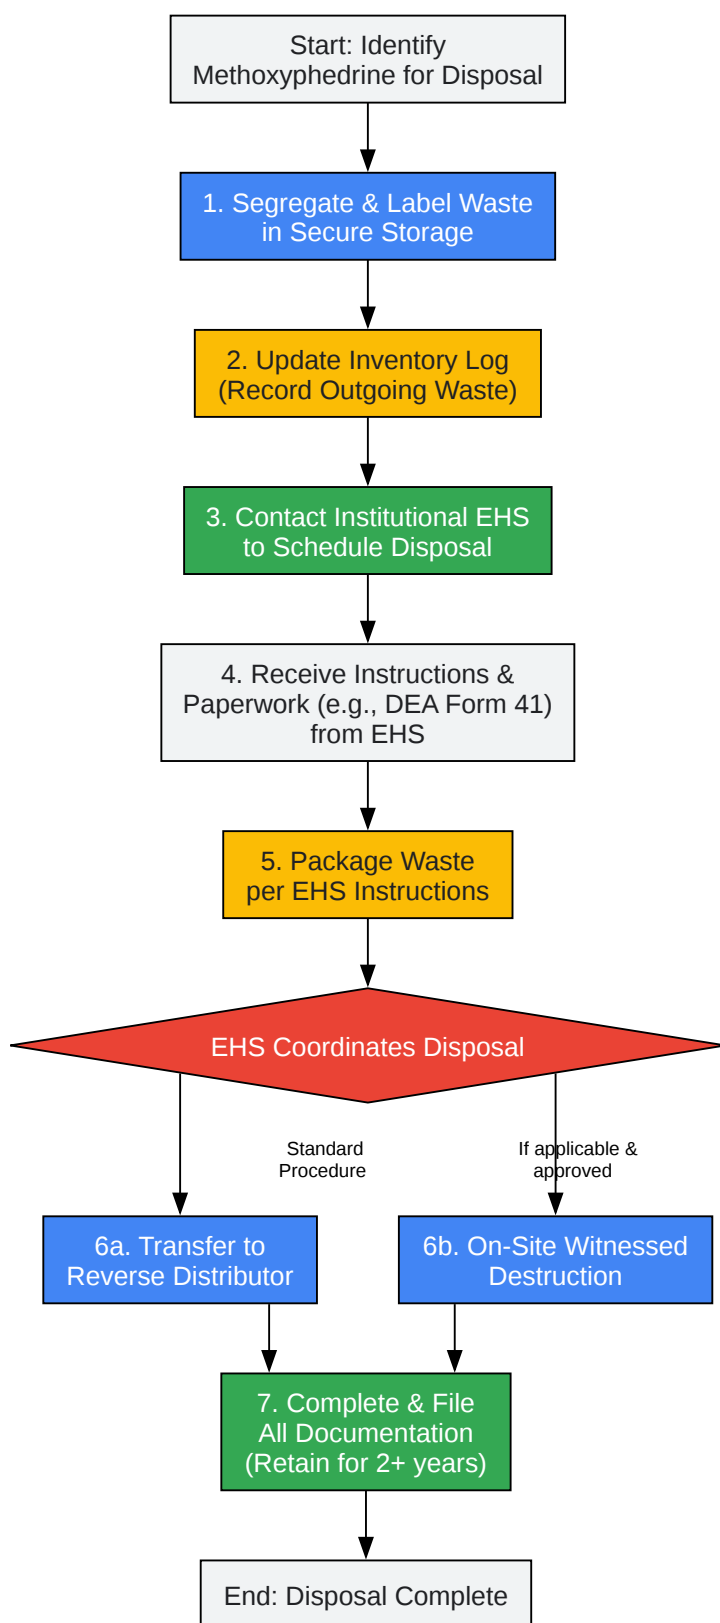 Start: Identify
Methoxyphedrine for Disposal
1. Segregate & Label Waste
in Secure Storage
2. Update Inventory Log
(Record Outgoing Waste)
3. Contact Institutional EHS
to Schedule Disposal
4. Receive Instructions &
Paperwork (e.g., DEA Form 41)
from EHS
5. Package Waste
per EHS Instructions
EHS Coordinates Disposal
Standard
Procedure
If applicable &
approved
6a. Transfer to
Reverse Distributor
6b. On-Site Witnessed
Destruction
7. Complete & File
All Documentation
(Retain for 2+ years)
End: Disposal Complete